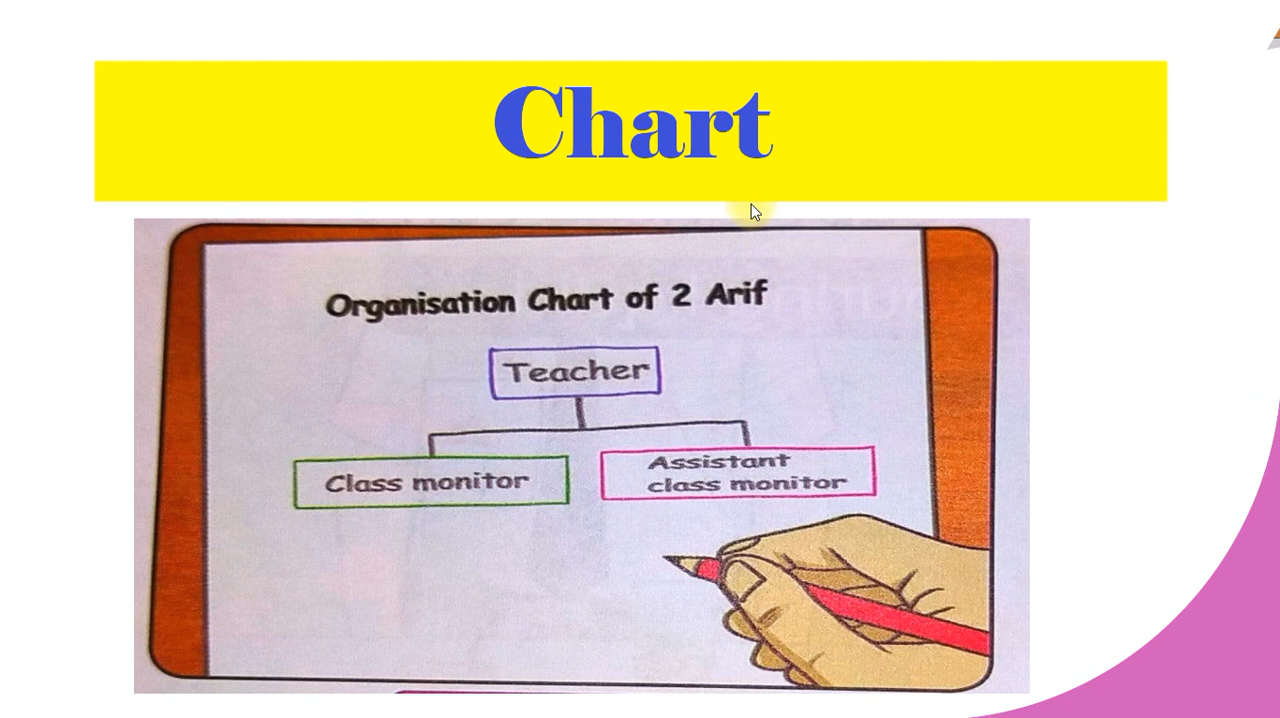 Chart
Organisation Chart of 2 Arif
Teacher
Class monitor
Assistant
class monitor